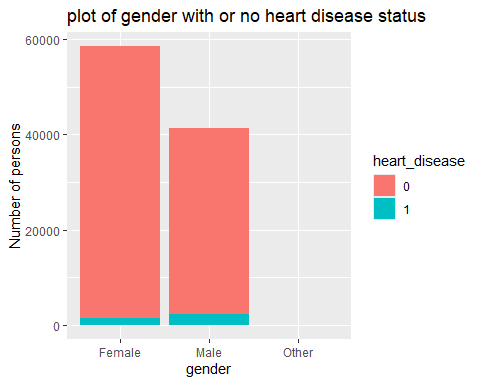 plot of gender with or no heart disease status
60000
40000
20000
0
Number of persons
Female Male Other
gender
heart_disease
0
1